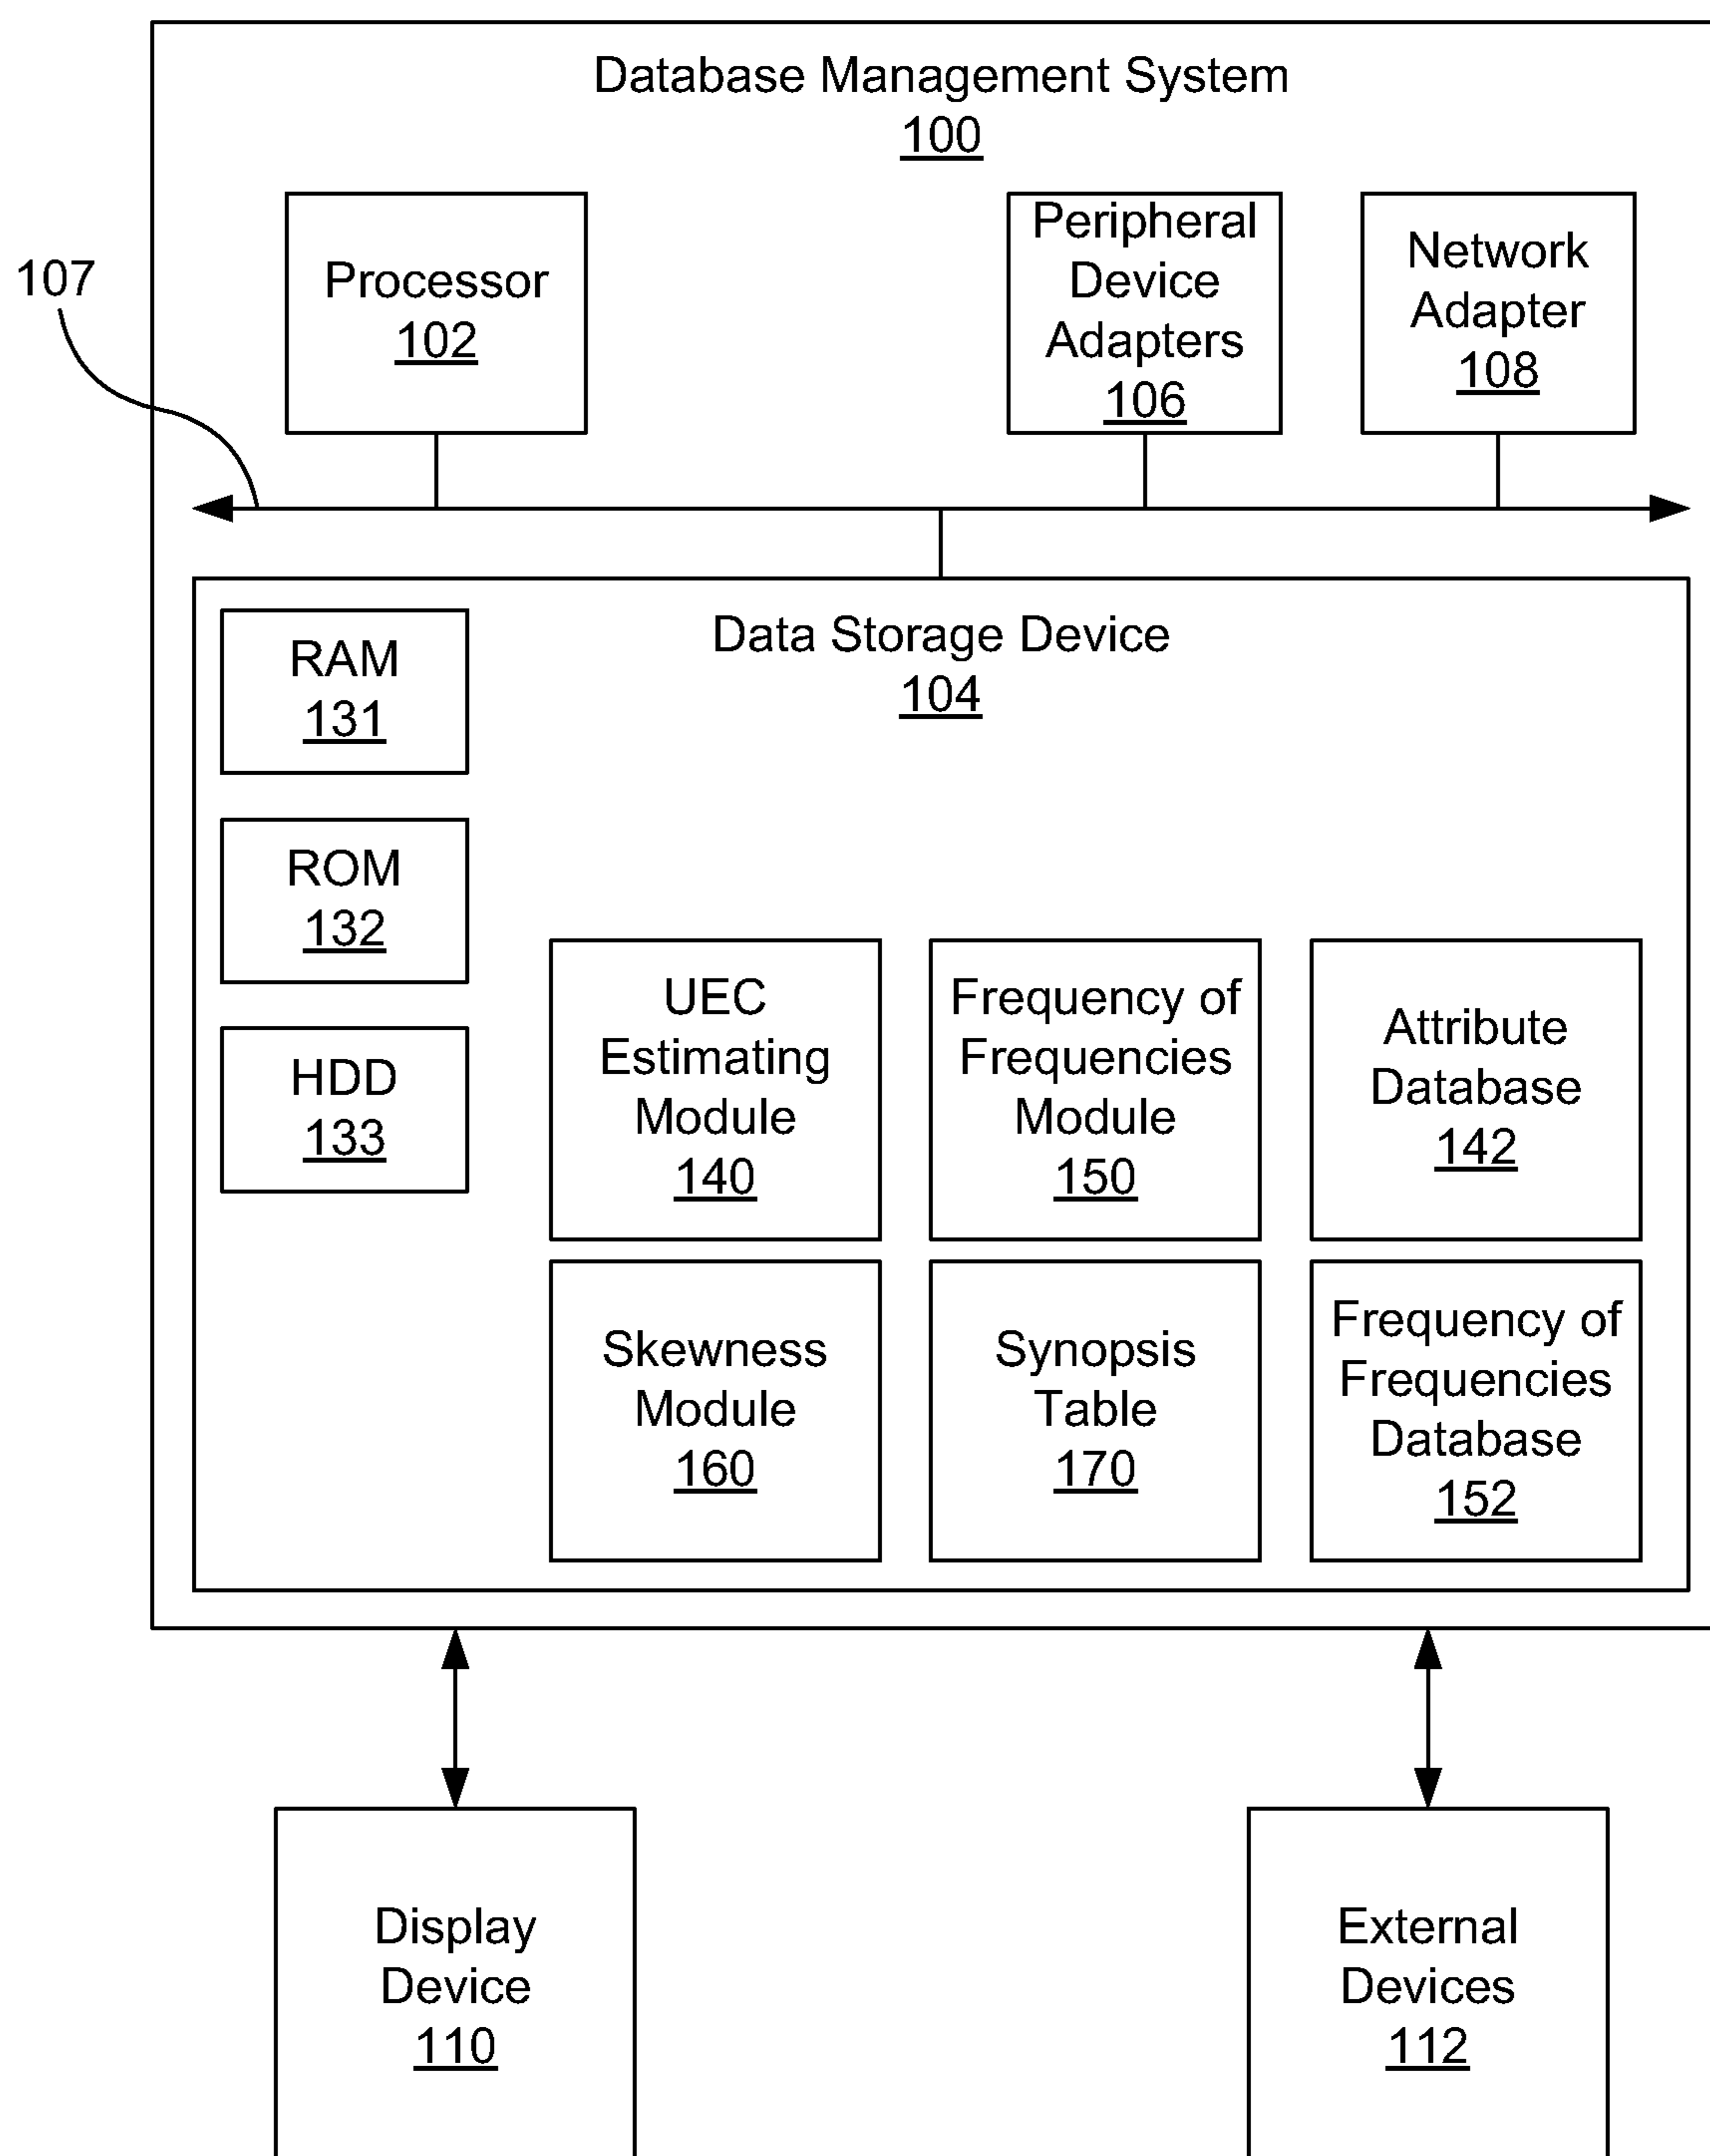 Database Management System
100
Processor
102
Peripheral
Device
Adapters
106
Network
Adapter
108
107
Data Storage Device
104
RAM
131
ROM
132
HDD
133
UEC
Estimating
Module
140
Frequency of
Frequencies
Module
150
Attribute
Database
142
Skewness
Module
160
Synopsis
Table
170
Frequency of
Frequencies
Database
152
Display
Device
110
External
Devices
112